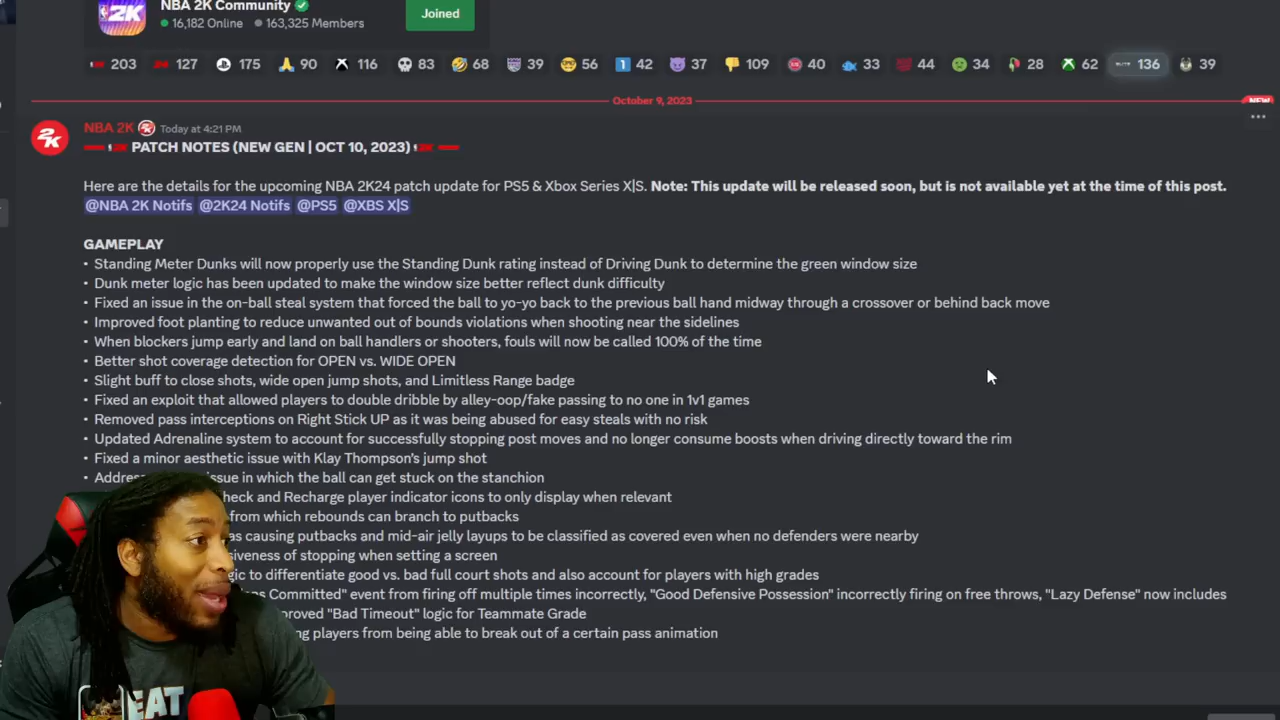 2K
NBA 2K Community
16,182 Online 163,325 Members
Joined
203 127 175 90 116 83 68 39 56 1 42 37 109 40 33 44 34 28 62 136 39
October 9, 2023
NEW
2K NBA 2K Today at 4:21 PM
PATCH NOTES (NEW GEN | OCT 10, 2023)
Here are the details for the upcoming NBA 2K24 patch update for PS5 & Xbox Series X|S. Note: This update will be released soon, but is not available yet at the time of this post.
@NBA 2K Notifs @2K24 Notifs @PS5 @XBS X|S
GAMEPLAY
• Standing Meter Dunks will now properly use the Standing Dunk rating instead of Driving Dunk to determine the green window size
• Dunk meter logic has been updated to make the window size better reflect dunk difficulty
• Fixed an issue in the on-ball steal system that forced the ball to yo-yo back to the previous ball hand midway through a crossover or behind back move
• Improved foot planting to reduce unwanted out of bounds violations when shooting near the sidelines
• When blockers jump early and land on ball handlers or shooters, fouls will now be called 100% of the time
• Better shot coverage detection for OPEN vs. WIDE OPEN
• Slight buff to close shots, wide open jump shots, and Limitless Range badge
• Fixed an exploit that allowed players to double dribble by alley-oop/fake passing to no one in 1v1 games
• Removed pass interceptions on Right Stick UP as it was being abused for easy steals with no risk
• Updated Adrenaline system to account for successfully stopping post moves and no longer consume boosts when driving directly toward the rim
• Fixed a minor aesthetic issue with Klay Thompson's jump shot
• Addre issue in which the ball can get stuck on the stanchion
heck and Recharge player indicator icons to only display when relevant
from which rebounds can branch to putbacks
as causing putbacks and mid-air jelly layups to be classified as covered even when no defenders were nearby
siveness of stopping when setting a screen
gic to differentiate good vs. bad full court shots and also account for players with high grades
s Committed" event from firing off multiple times incorrectly, "Good Defensive Possession" incorrectly firing on free throws, "Lazy Defense" now includes
proved "Bad Timeout" logic for Teammate Grade
ng players from being able to break out of a certain pass animation
EAT